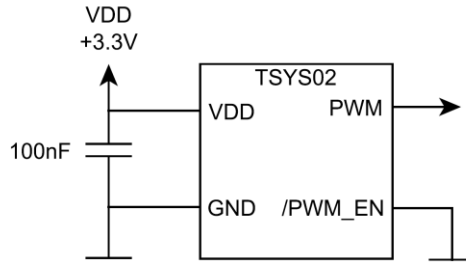 VDD
+3.3V
TSYS02
VDD
PWM
100nF
GND
/PWM_EN